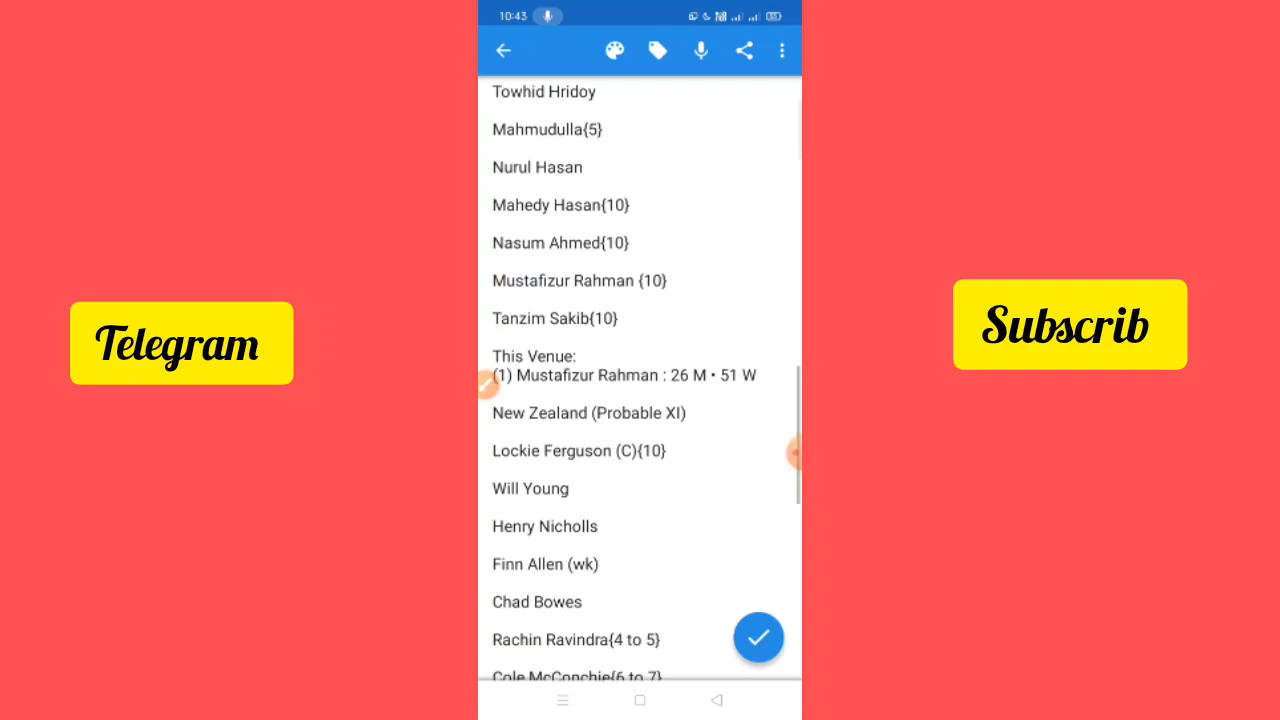 10:43
Towhid Hridoy
Mahmudulla{5}
Nurul Hasan
Mahedy Hasan{10}
Nasum Ahmed{10}
Mustafizur Rahman {10}
Tanzim Sakib{10}
This Venue:
(1) Mustafizur Rahman : 26 M • 51 W
New Zealand (Probable XI)
Lockie Ferguson (C){10}
Will Young
Henry Nicholls
Finn Allen (wk)
Chad Bowes
Rachin Ravindra{4 to 5}
Cole McConchie{6 to 7}
Telegram
Subscrib